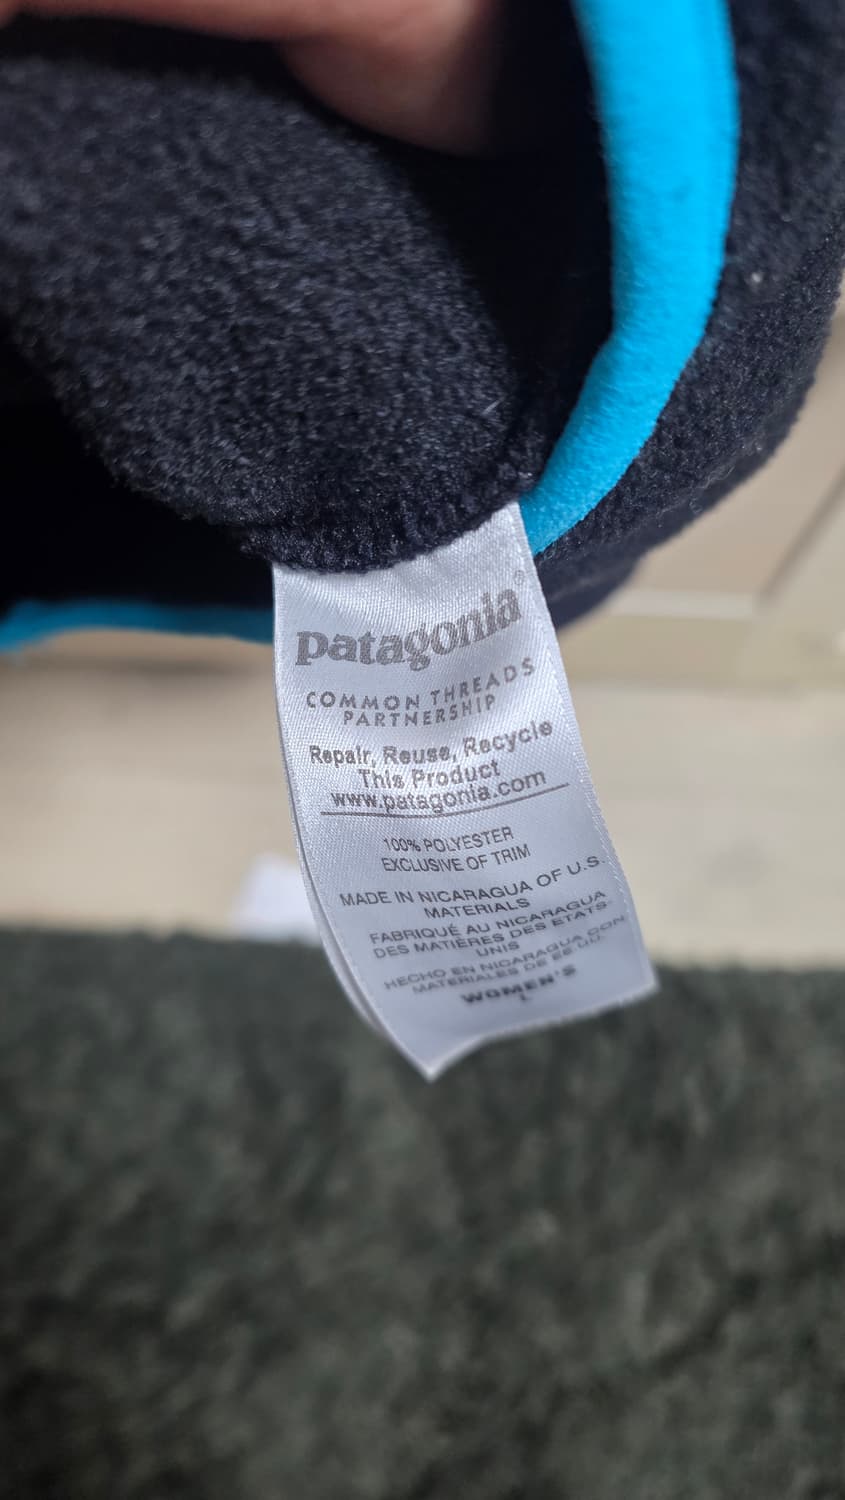 patagonia®
COMMON THREADS
PARTNERSHIP
Repair, Reuse, Recycle
This Product
www.patagonia.com
100% POLYESTER
EXCLUSIVE OF TRIM
MADE IN NICARAGUA OF U.S.
MATERIALS
FABRIQUÉ AU NICARAGUA
DES MATIÈRES DES ETATS-
UNIS
HECHO EN NICARAGUA CON
MATERIALES DE EE.UU.
WOMEN'S
L